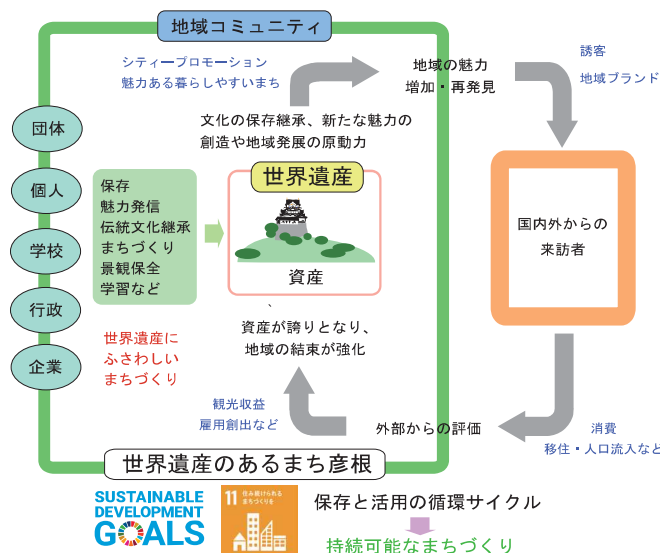 地域コミュニティ
シティープロモーション
魅力ある暮らしやすいまち
地域の魅力
増加・再発見
誘客
地域ブランド
文化の保存継承、新たな魅力の
創造や地域発展の原動力
団体
個人
学校
行政
企業
保存
魅力発信
伝統文化継承
まちづくり
景観保全
学習など
世界遺産
資産
国内外からの
来訪者
世界遺産に
ふさわしい
まちづくり
、
資産が誇りとなり、
地域の結束が強化
観光収益
雇用創出など
外部からの評価
消費
移住・人口流入など
世界遺産のあるまち彦根
SUSTAINABLE
DEVELOPMENT
GOALS
11 住み続けられる
まちづくりを
保存と活用の循環サイクル
持続可能なまちづくり